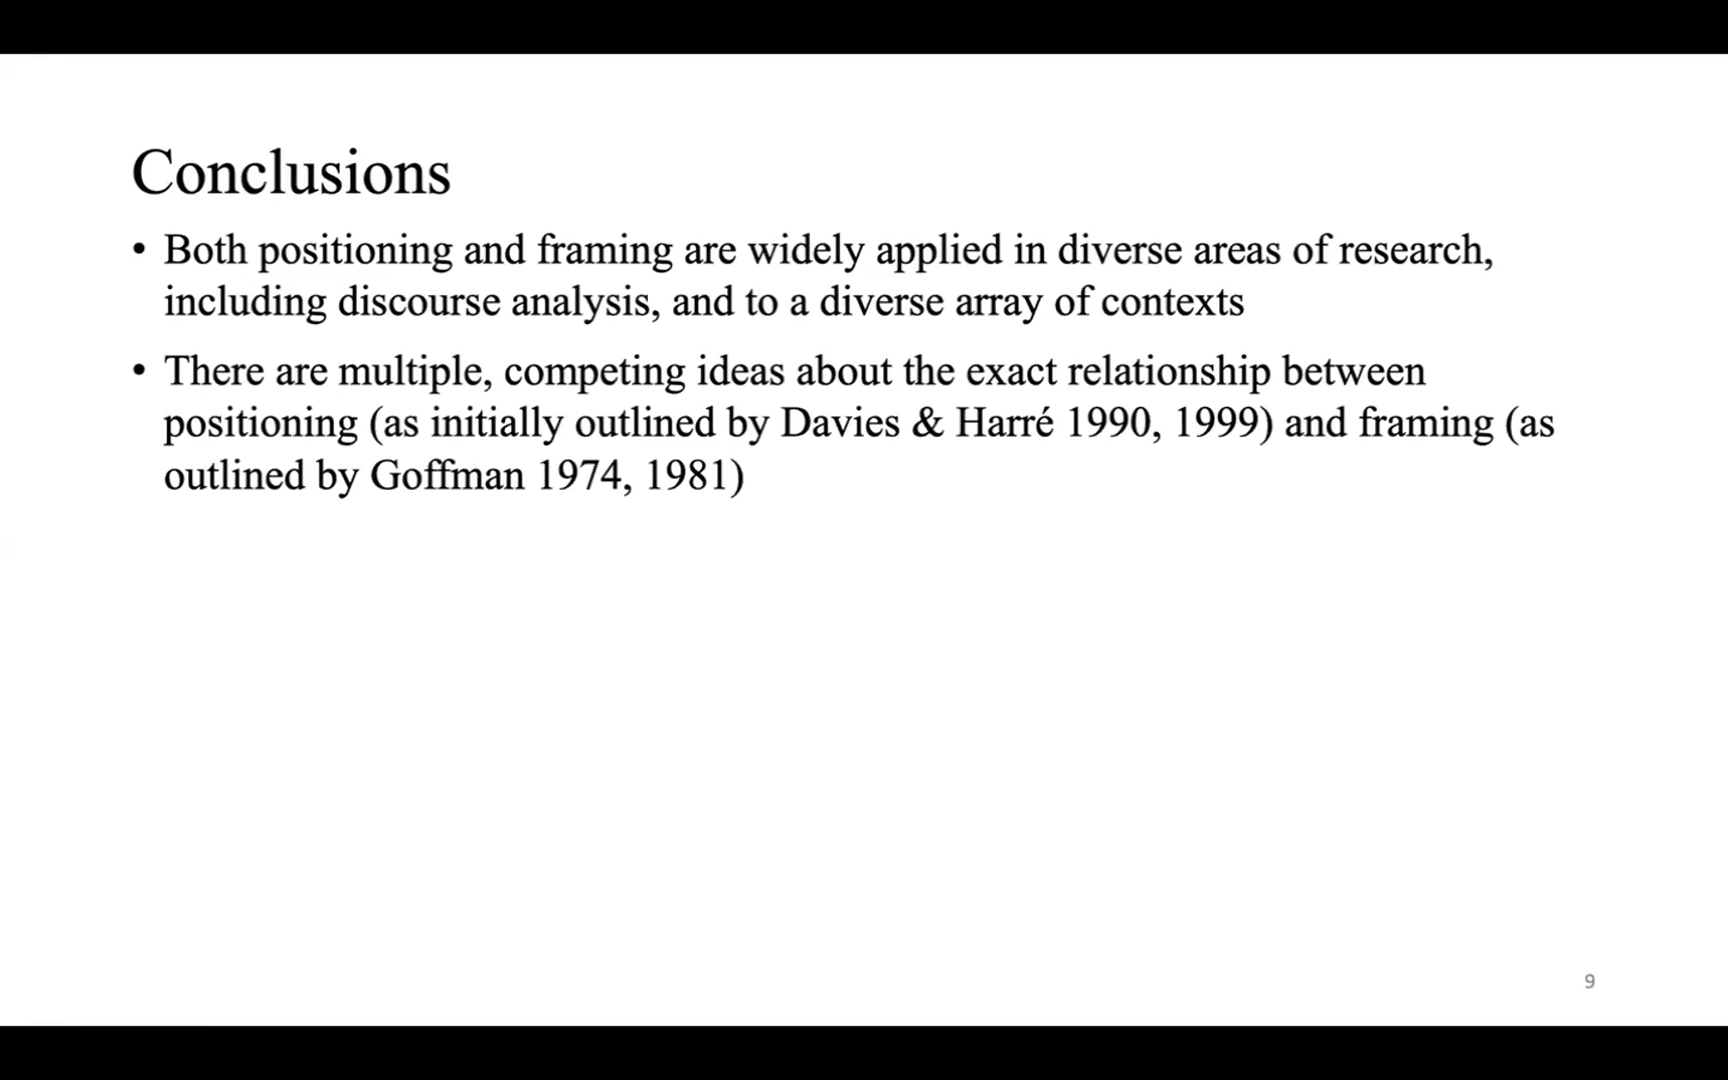 Conclusions
• Both positioning and framing are widely applied in diverse areas of research,
including discourse analysis, and to a diverse array of contexts
• There are multiple, competing ideas about the exact relationship between
positioning (as initially outlined by Davies & Harré 1990, 1999) and framing (as
outlined by Goffman 1974, 1981)
9